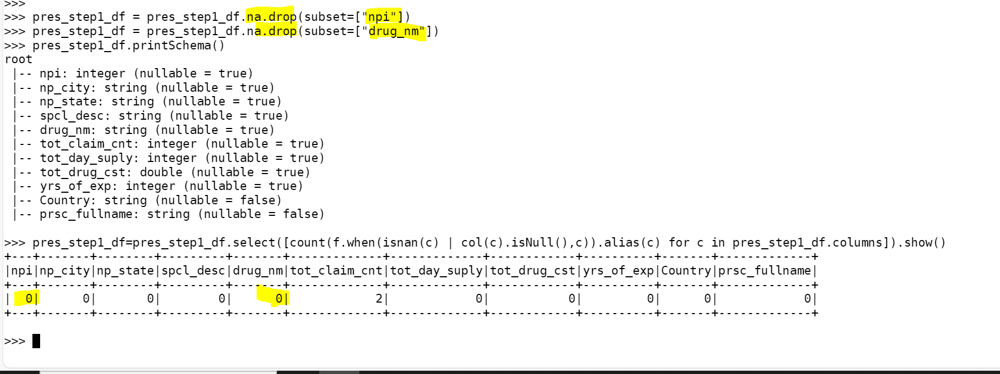 >>>
>>> pres_step1_df = pres_step1_df.na.drop(subset=["npi"])
>>> pres_step1_df = pres_step1_df.na.drop(subset=["drug_nm"])
>>> pres_step1_df.printSchema()
root
 |-- npi: integer (nullable = true)
 |-- np_city: string (nullable = true)
 |-- np_state: string (nullable = true)
 |-- spcl_desc: string (nullable = true)
 |-- drug_nm: string (nullable = true)
 |-- tot_claim_cnt: integer (nullable = true)
 |-- tot_day_suply: integer (nullable = true)
 |-- tot_drug_cst: double (nullable = true)
 |-- yrs_of_exp: integer (nullable = true)
 |-- Country: string (nullable = false)
 |-- prsc_fullname: string (nullable = false)
>>> pres_step1_df=pres_step1_df.select([count(f.when(isnan(c) | col(c).isNull(),c)).alias(c) for c in pres_step1_df.columns]).show()
+---+-------+--------+---------+-------+-------------+-------------+------------+----------+-------+-------------+
|npi|np_city|np_state|spcl_desc|drug_nm|tot_claim_cnt|tot_day_suply|tot_drug_cst|yrs_of_exp|Country|prsc_fullname|
+---+-------+--------+---------+-------+-------------+-------------+------------+----------+-------+-------------+
|  0|      0|       0|        0|      0|            2|            0|           0|         0|      0|            0|
+---+-------+--------+---------+-------+-------------+-------------+------------+----------+-------+-------------+
>>>